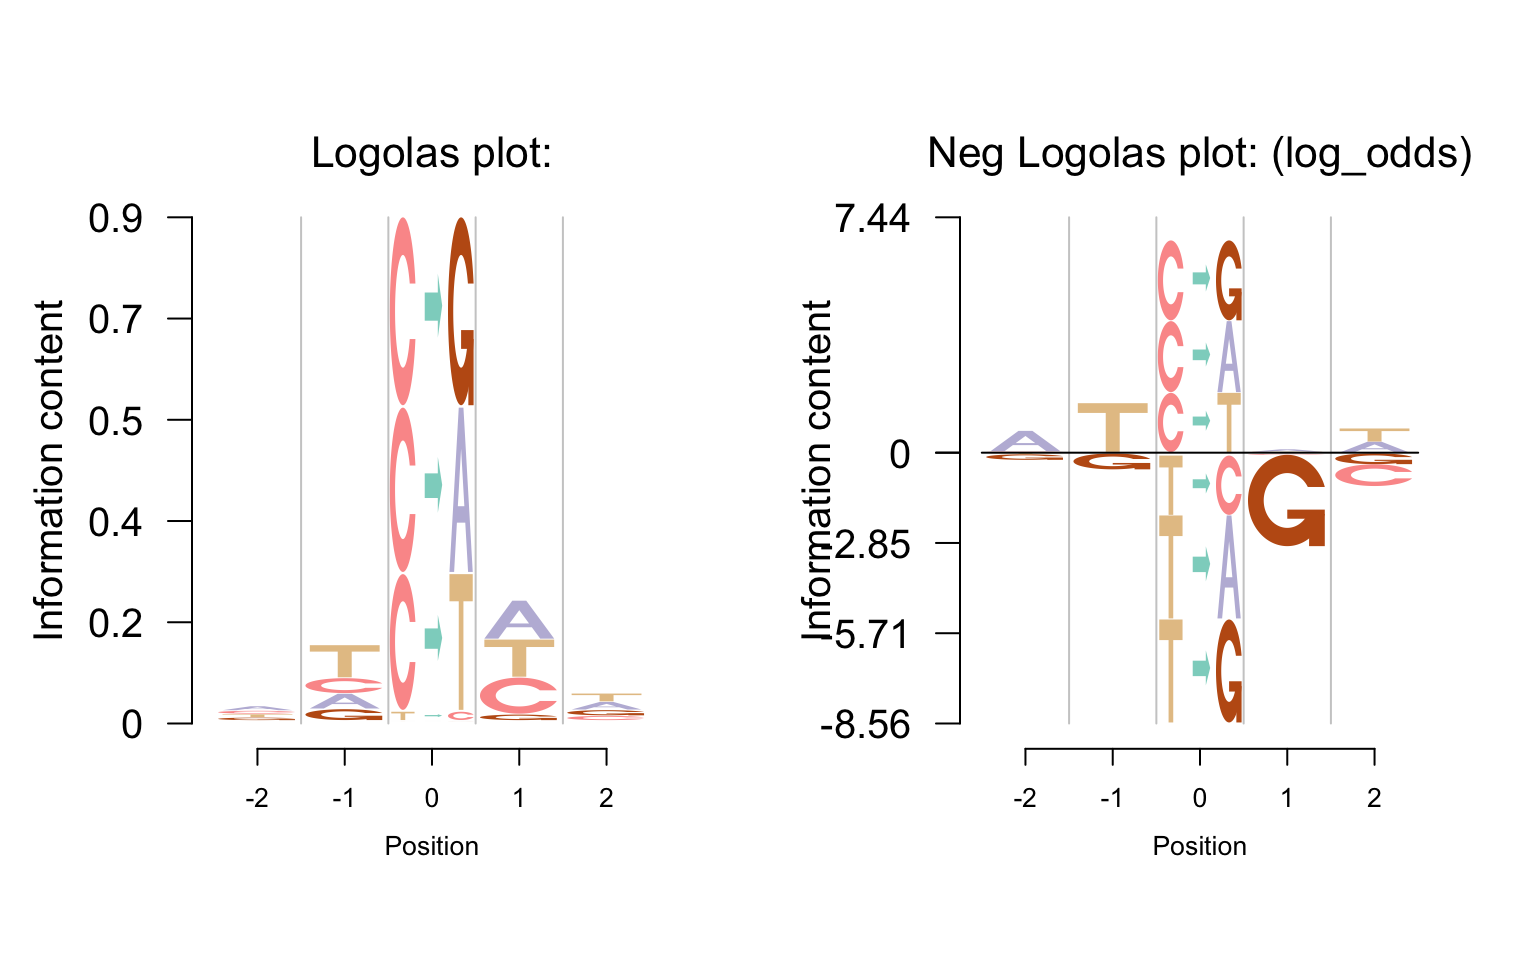 Logolas plot:
Information content
0.9
0.7
0.5
0.4
0.2
0
A
C
T
G
T
C
A
G
C→G
C→A
C→T
T→C
A
T
C
G
T
A
G
C
-2 -1 0 1 2
Position
Neg Logolas plot: (log_odds)
Information content
7.44
0
-2.85
-5.71
-8.56
A
G
T
G
C→G
C→A
C→T
T→C
T→A
T→G
G
T
A
G
C
-2 -1 0 1 2
Position